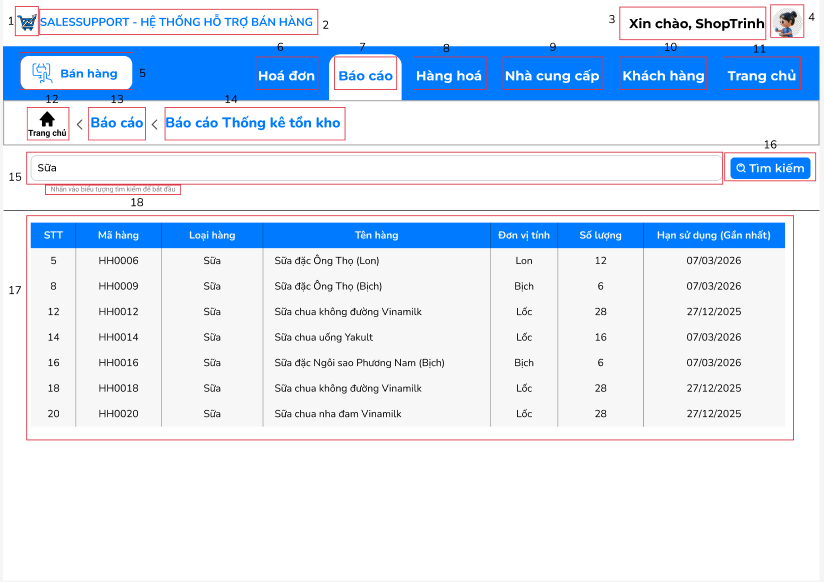 1 SALESSUPPORT - HỆ THỐNG HỖ TRỢ BÁN HÀNG 2 3 Xin chào, ShopTrinh 4
6 7 8 9 10 11
Bán hàng 5 Hoá đơn Báo cáo Hàng hoá Nhà cung cấp Khách hàng Trang chủ
12 13 14
Trang chủ < Báo cáo < Báo cáo Thống kê tồn kho
16
15 Sữa Tìm kiếm
Nhấn vào biểu tượng tìm kiếm để bắt đầu
18
17
STT Mã hàng Loại hàng Tên hàng Đơn vị tính Số lượng Hạn sử dụng (Gần nhất)
5 HH0006 Sữa Sữa đặc Ông Thọ (Lon) Lon 12 07/03/2026
8 HH0009 Sữa Sữa đặc Ông Thọ (Bịch) Bịch 6 07/03/2026
12 HH0012 Sữa Sữa chua không đường Vinamilk Lốc 28 27/12/2025
14 HH0014 Sữa Sữa chua uống Yakult Lốc 16 07/03/2026
16 HH0016 Sữa Sữa đặc Ngôi sao Phương Nam (Bịch) Bịch 6 07/03/2026
18 HH0018 Sữa Sữa chua không đường Vinamilk Lốc 28 27/12/2025
20 HH0020 Sữa Sữa chua nha đam Vinamilk Lốc 28 27/12/2025